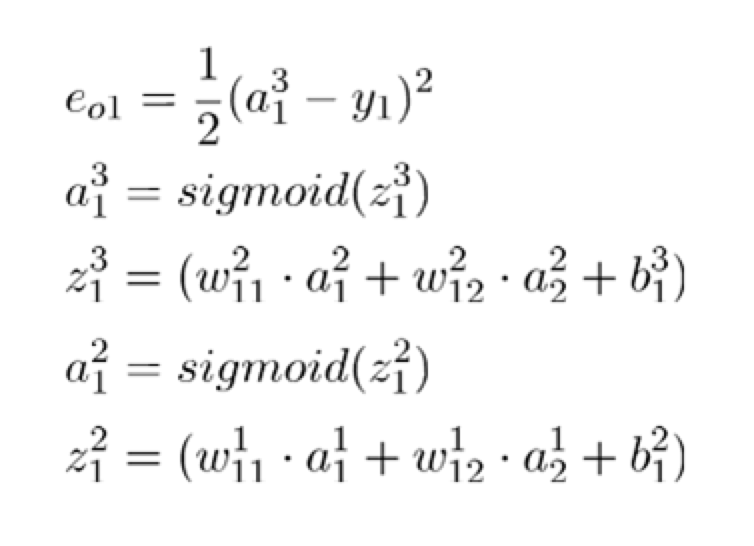 e_{o1} = \frac{1}{2}(a_1^3 - y_1)^2
a_1^3 = sigmoid(z_1^3)
z_1^3 = (w_{11}^2 \cdot a_1^2 + w_{12}^2 \cdot a_2^2 + b_1^3)
a_1^2 = sigmoid(z_1^2)
z_1^2 = (w_{11}^1 \cdot a_1^1 + w_{12}^1 \cdot a_2^1 + b_1^2)